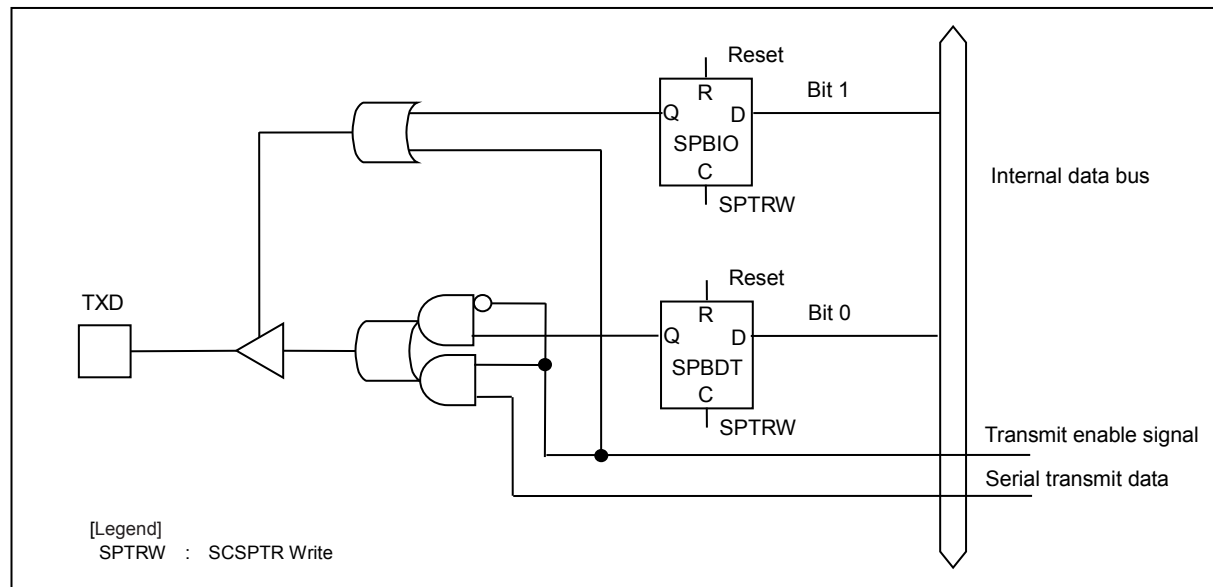 Reset
Bit 1
R
Q
D
SPBIO
C
SPTRW
Internal data bus
Reset
TXD
Bit 0
R
Q
D
SPBDT
C
SPTRW
Transmit enable signal
Serial transmit data
[Legend]
SPTRW : SCSPTR Write